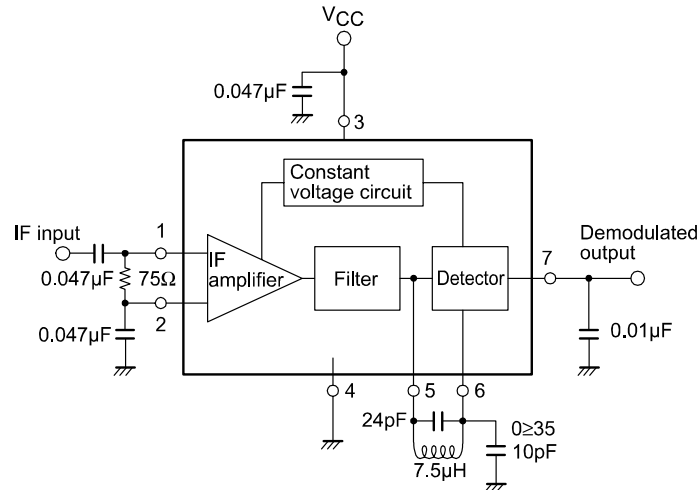 VCC
0.047µF
3
Constant
voltage circuit
IF input
1
0.047µF
75Ω
2
0.047µF
IF
amplifier
Filter
Detector
7
Demodulated
output
0.01µF
4
5
6
24pF
7.5µH
0≥35
10pF